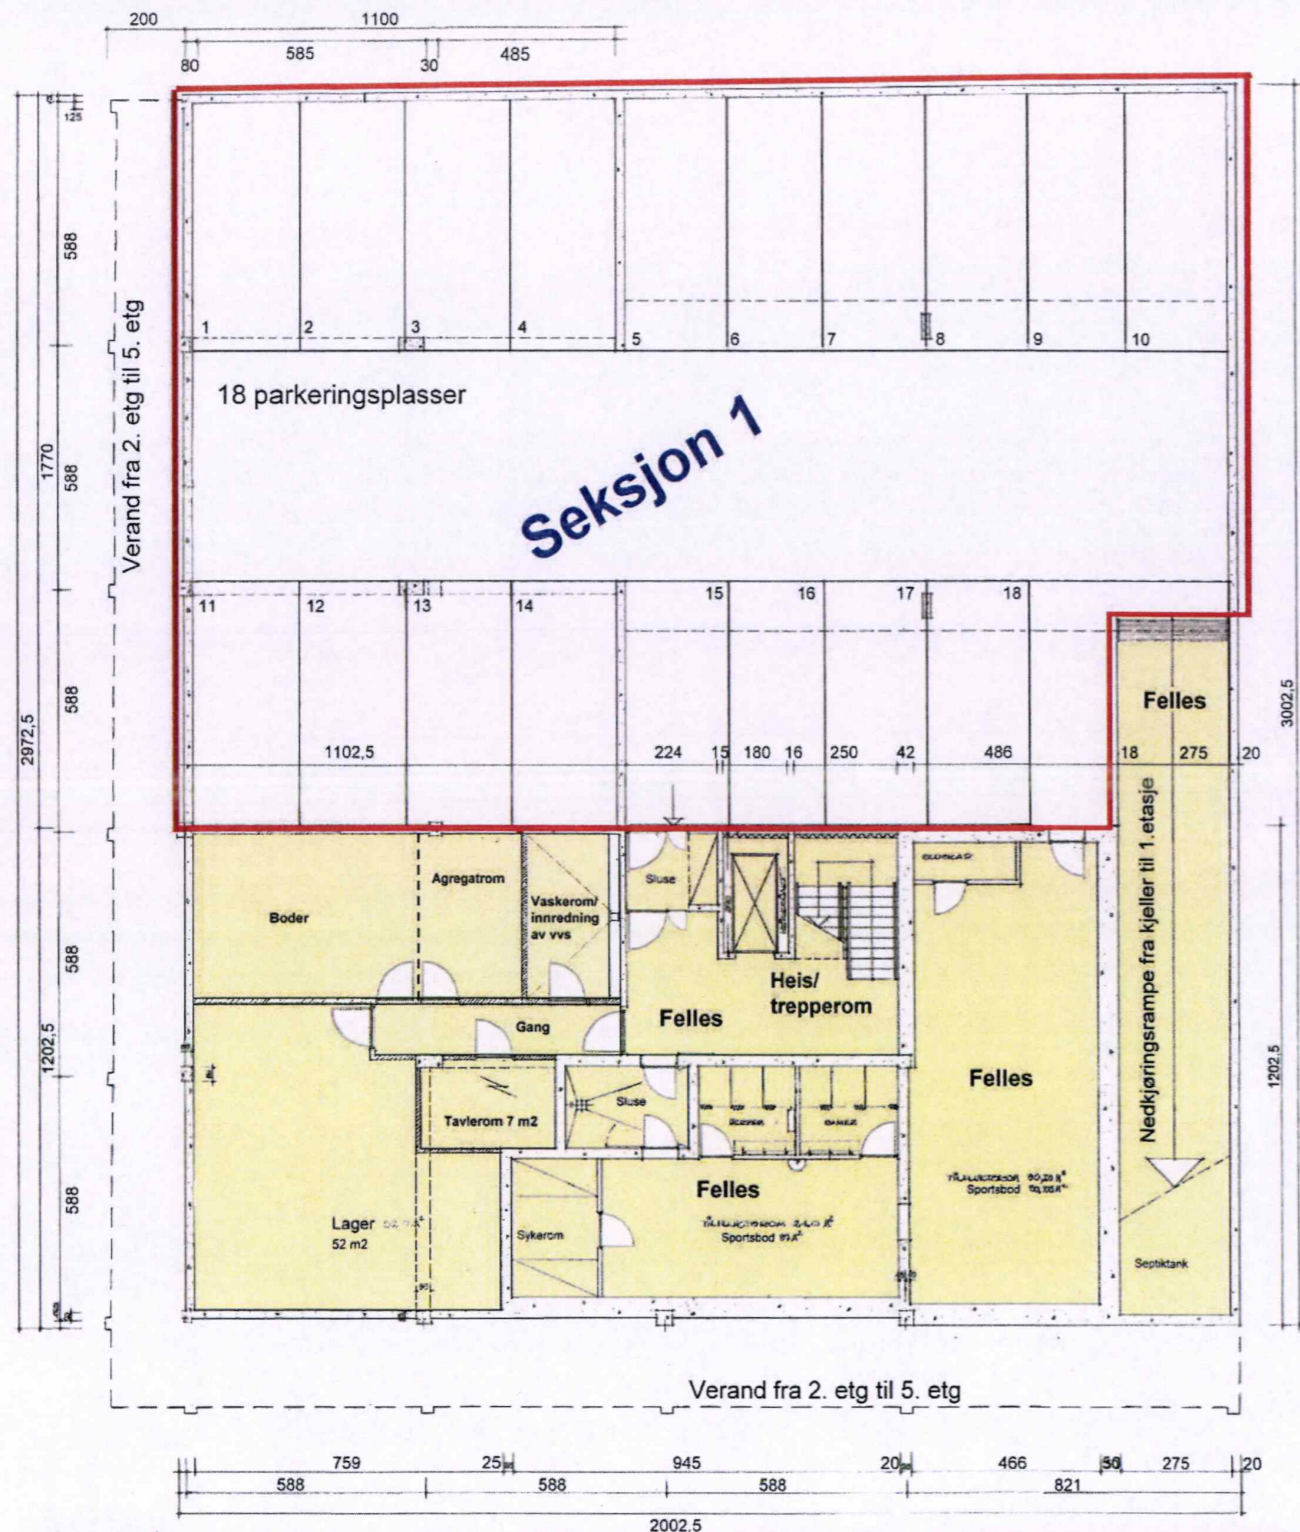 200 1100
585 485
80 30
125
588
1 2 3 4 5 6 7 8 9 10
18 parkeringsplasser
Verand fra 2. etg til 5. etg
1770
588
Seksjon 1
11 12 13 14 15 16 17 18
588
2972,5
3002,5
Felles
1102,5 224 15 180 16 250 42 486 18 275 20
Nedkjøringsrampe fra kjeller til 1.etasje
Boder
Agregatrom
Vaskerom/
innredning
av vvs
Sluse
588
Heis/
trepperom
Felles
Gang
1202,5
1202,5
Felles
Tavlerom 7 m2
Sluse
588
Felles
Sportsbod
Lager
52 m2
Sykerom
Sportsbod
Septiktank
Verand fra 2. etg til 5. etg
759 25 945 20 466 275 20
588 588 588 821
2002,5